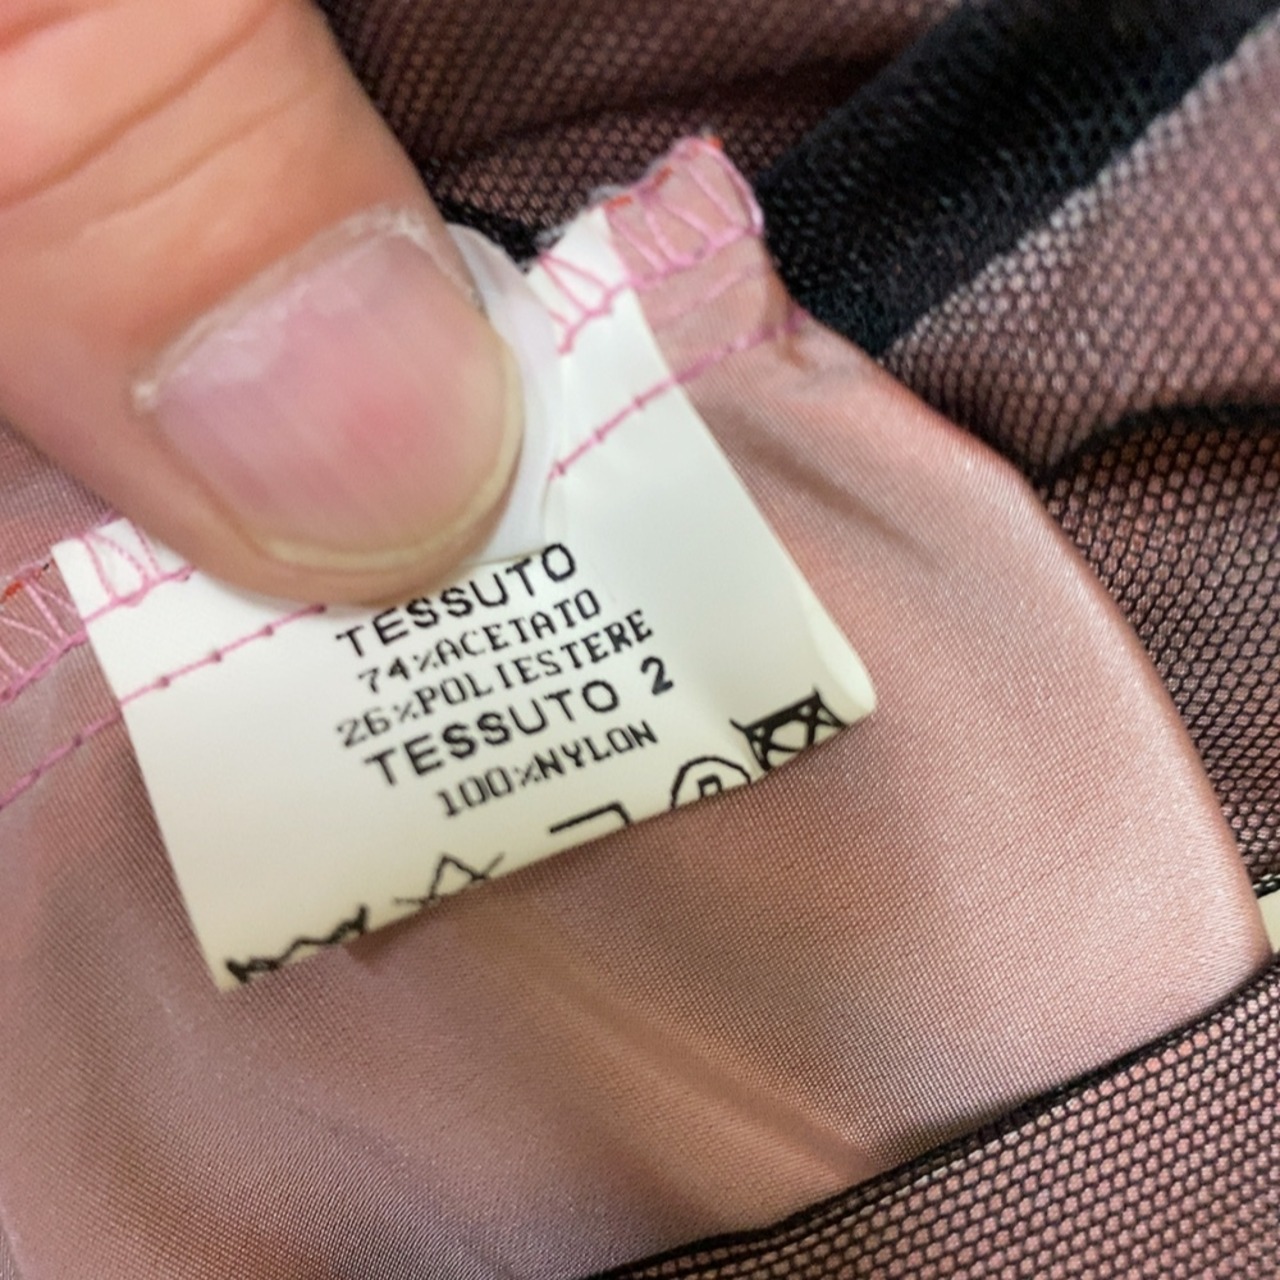 TESSUTO
74%ACETATO
26%POLIESTERE
TESSUTO 2
100%NYLON